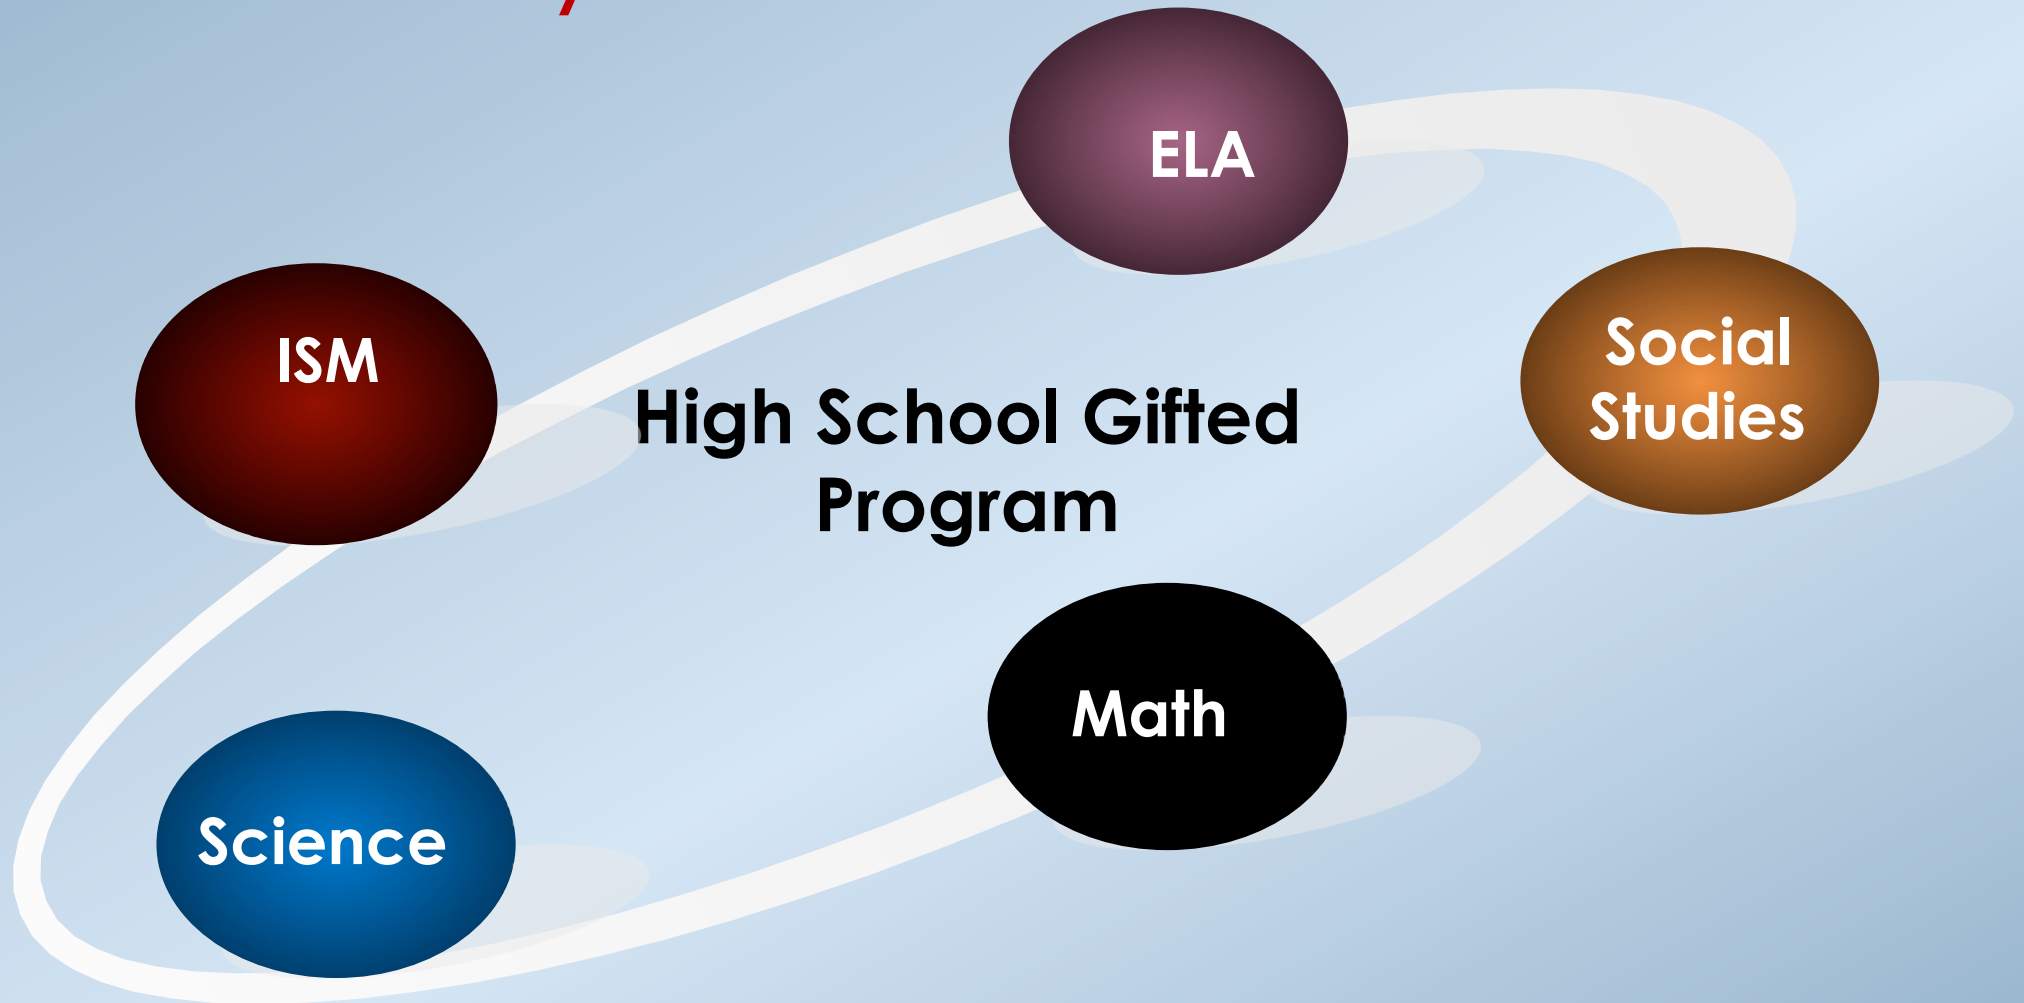 ELA
Social
Studies
ISM
High School Gifted
Program
Math
Science